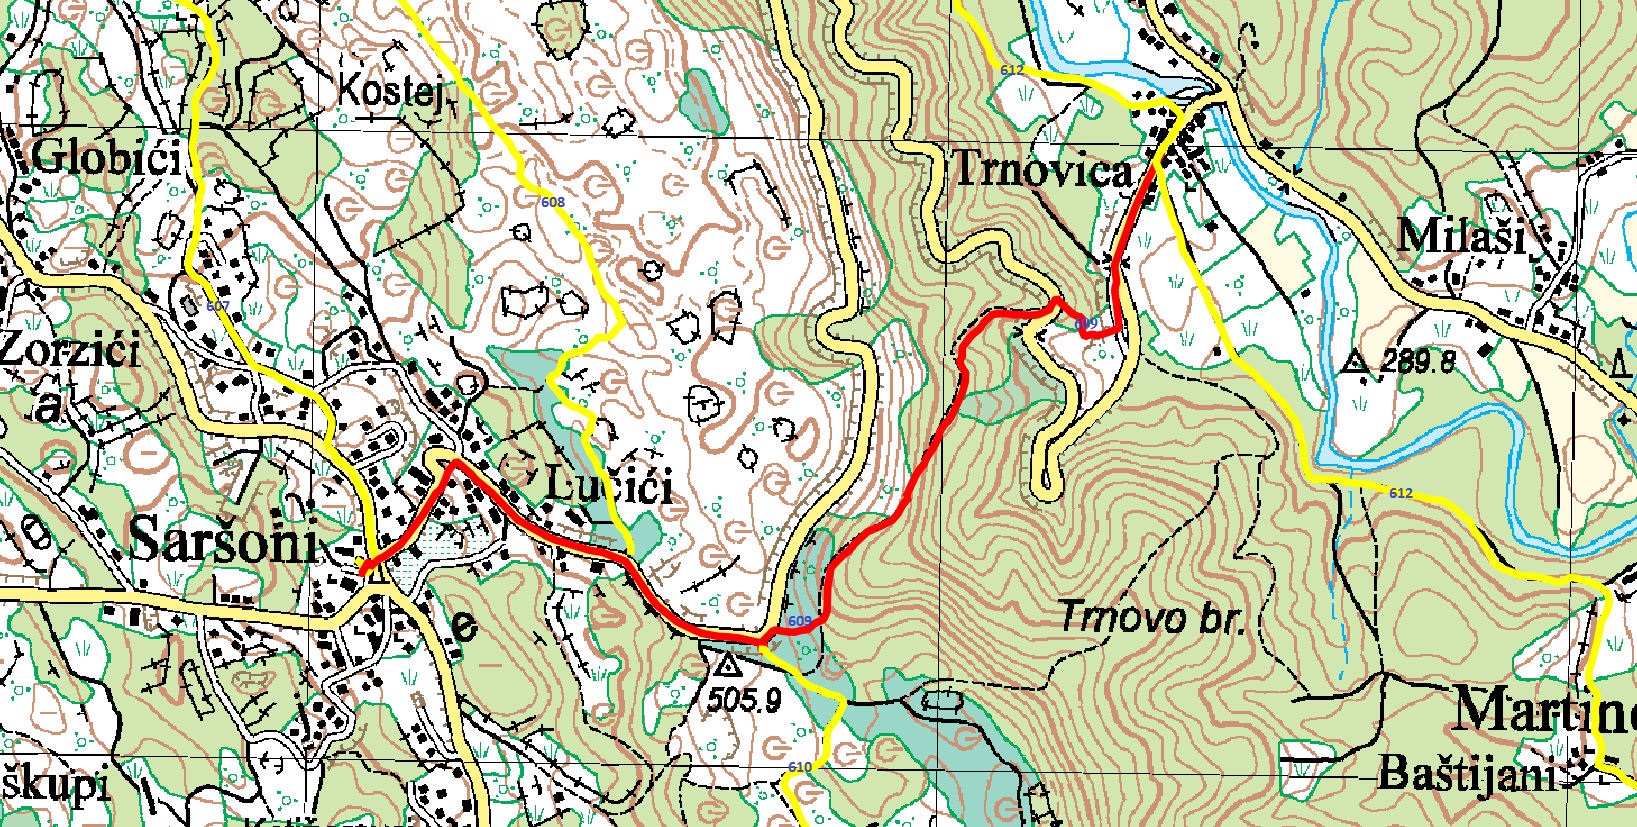 612
Kostej
Globići
Trnovica
608
Milaši
607
609
Zorzići
289.8
a
Lučići
612
Saršoni
Trnovo br.
609
e
505.9
610
Baštijani
škupi